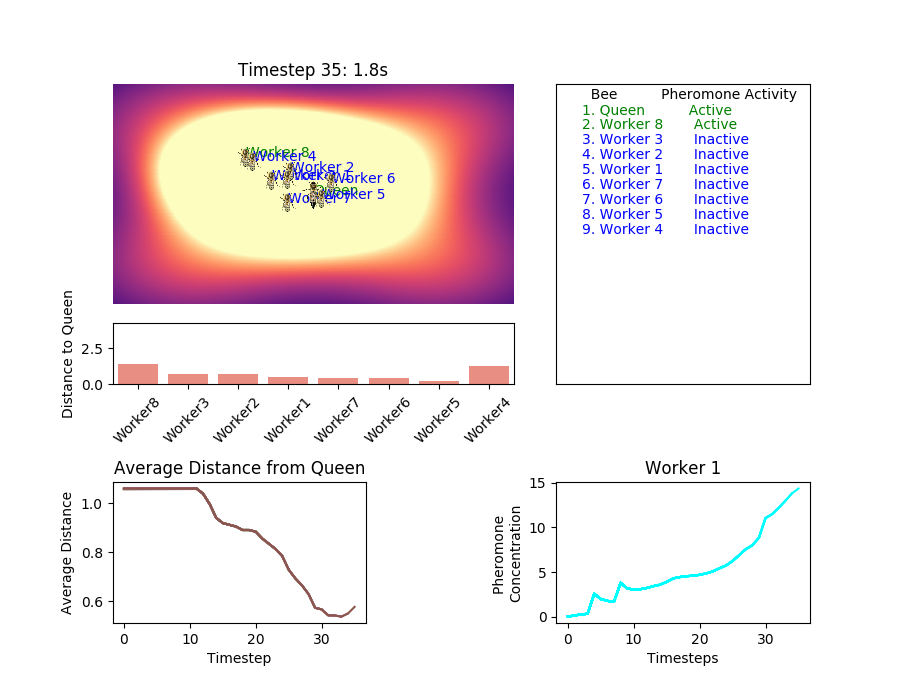 Timestep 35: 1.8s
Worker 8
Worker 4
Worker 2
Worker 6
Queen
Worker 5
Bee Pheromone Activity
1. Queen Active
2. Worker 8 Active
3. Worker 3 Inactive
4. Worker 2 Inactive
5. Worker 1 Inactive
6. Worker 7 Inactive
7. Worker 6 Inactive
8. Worker 5 Inactive
9. Worker 4 Inactive
Distance to Queen
2.5
0.0
Worker8 Worker3 Worker2 Worker1 Worker7 Worker6 Worker5 Worker4
Average Distance from Queen
Average Distance
1.0
0.8
0.6
0 10 20 30
Timestep
Worker 1
Pheromone
Concentration
15
10
5
0
0 10 20 30
Timesteps